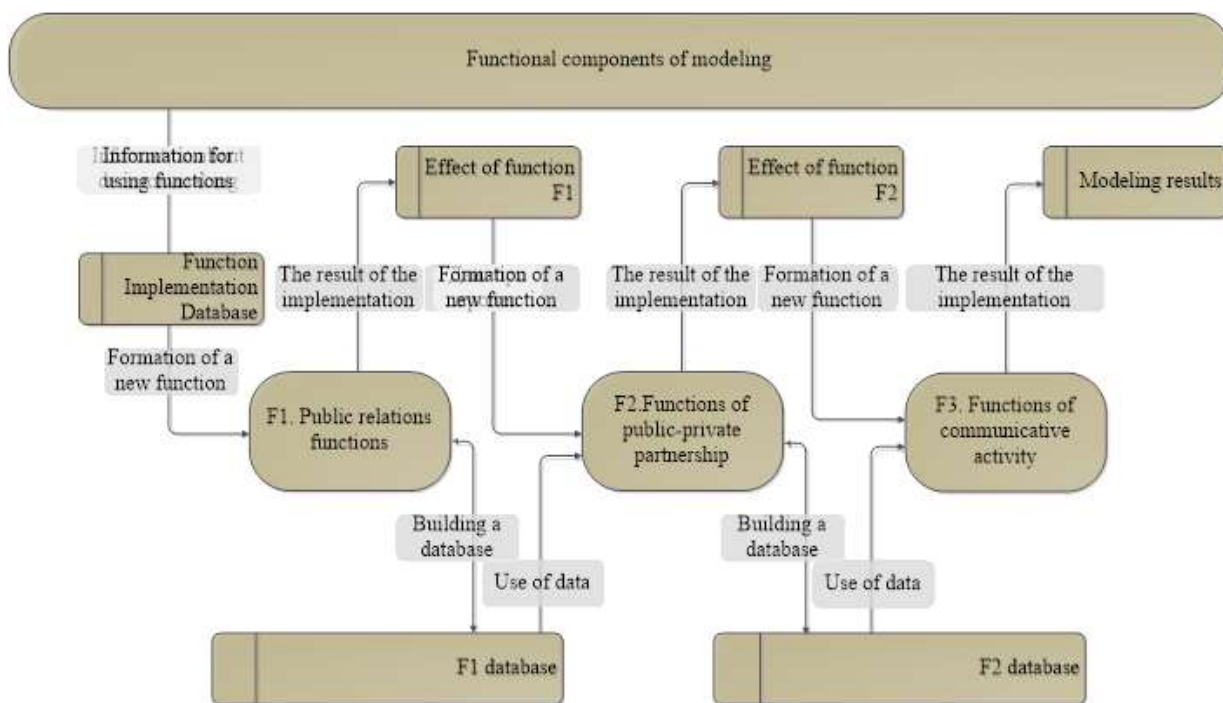 Functional components of modeling
Information for
using functions
Effect of function
F1
Effect of function
F2
Modeling results
Function
Implementation
Database
The result of the
implementation
Formation of a
new function
The result of the
implementation
Formation of a
new function
The result of the
implementation
Formation of a
new function
F1. Public relations
functions
F2.Functions of
public-private
partnership
F3. Functions of
communicative
activity
Building a
database
Use of data
Building a
database
Use of data
F1 database
F2 database